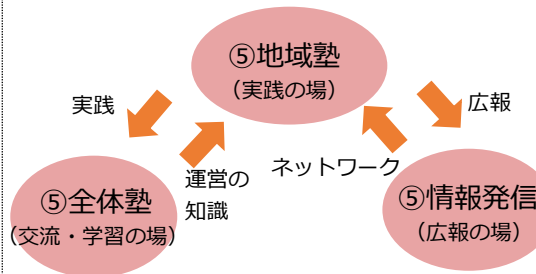 ⑤地域塾
（実践の場）
実践
広報
運営の
知識
ネットワーク
⑤全体塾
（交流・学習の場）
⑤情報発信
（広報の場）